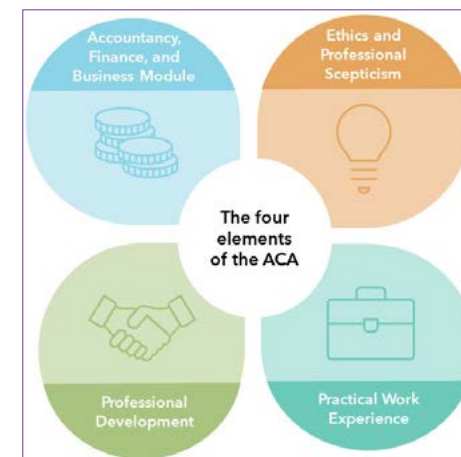 Accountancy,
Finance, and
Business Module
Ethics and
Professional
Scepticism
The four
elements
of the ACA
Professional
Development
Practical Work
Experience